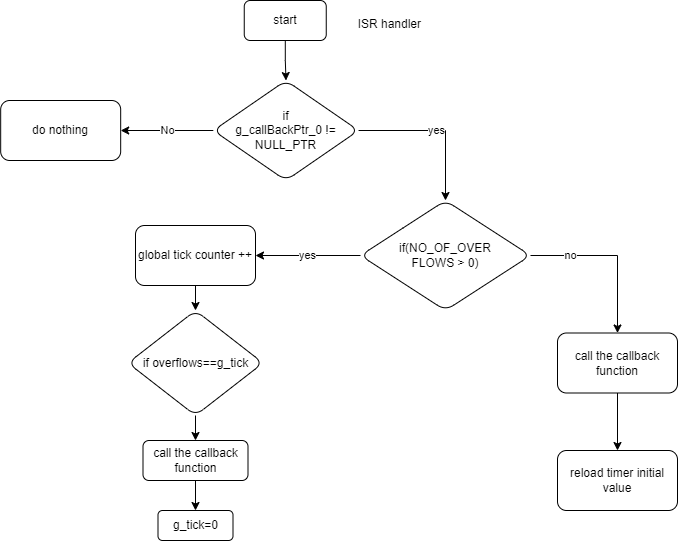 start
ISR handler
if
g_callBackPtr_0 !=
NULL_PTR
do nothing
No
yes
if(NO_OF_OVER
FLOWS > 0)
yes
no
global tick counter ++
if overflows==g_tick
call the callback
function
call the callback
function
reload timer initial
value
g_tick=0